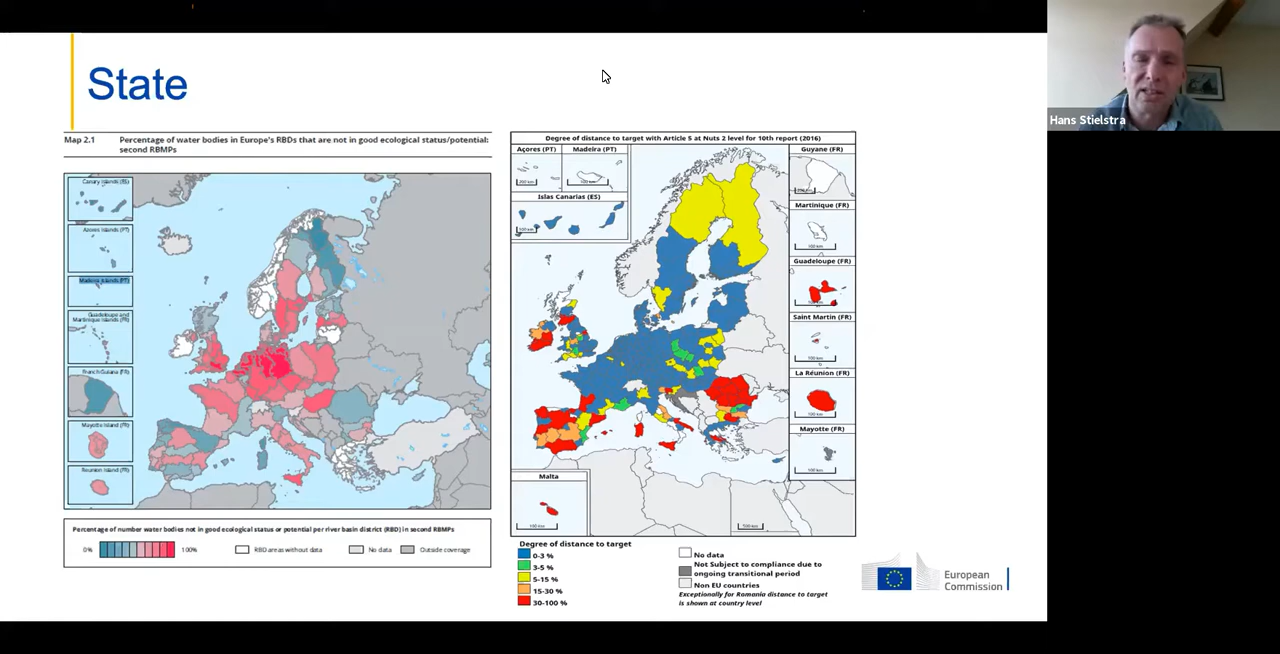 State
Hans Stielstra
Map 2.1 Percentage of water bodies in Europe's RBDs that are not in good ecological status/potential:
second RBMPs
Canary Islands (ES)
Azores Islands (PT)
Madeira Islands (PT)
Guadeloupe and
Martinique Islands (FR)
French Guiana (FR)
Mayotte Island (FR)
Reunion Island (FR)
Percentage of number water bodies not in good ecological status or potential per river basin district (RBD) in second RBMPs
0% 100% RBD areas without data No data Outside coverage
Degree of distance to target with Article 5 at Nuts 2 level for 10th report (2016)
Açores (PT) Madeira (PT)
Islas Canarias (ES)
Guyane (FR)
Martinique (FR)
Guadeloupe (FR)
Saint Martin (FR)
La Réunion (FR)
Mayotte (FR)
Malta
Degree of distance to target
0-3 %
3-5 %
5-15 %
15-30 %
30-100 %
No data
Not Subject to compliance due to
ongoing transitional period
Non EU countries
Exceptionally for Romania distance to target
is shown at country level
European
Commission